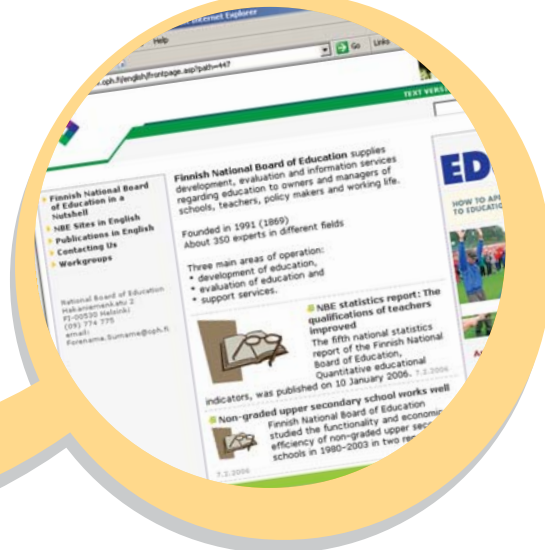 Internet Explorer
Help
Go
Links
.oph.fi/english/frontpage.asp?path=447
TEXT VERS
Finnish National Board
of Education in a
Nutshell
NBE Sites in English
Publications in English
Contacting Us
Workgroups
National Board of Education
Hakaniemenkatu 2
FI-00530 Helsinki
(09) 774 775
email:
Forename.Surname@oph.fi
Finnish National Board of Education supplies
development, evaluation and information services
regarding education to owners and managers of
schools, teachers, policy makers and working life.
Founded in 1991 (1869)
About 350 experts in different fields
Three main areas of operation:
* development of education,
* evaluation of education and
* support services.
NBE statistics report: The
qualifications of teachers
improved
The fifth national statistics
report of the Finnish National
Board of Education,
Quantitative educational
indicators, was published on 10 January 2006. 7.2.2006
Non-graded upper secondary school works well
Finnish National Board of Education
studied the functionality and economic
efficiency of non-graded upper seco
schools in 1980-2003 in two re
7.2.2006
ED
HOW TO
TO EDUCATIO